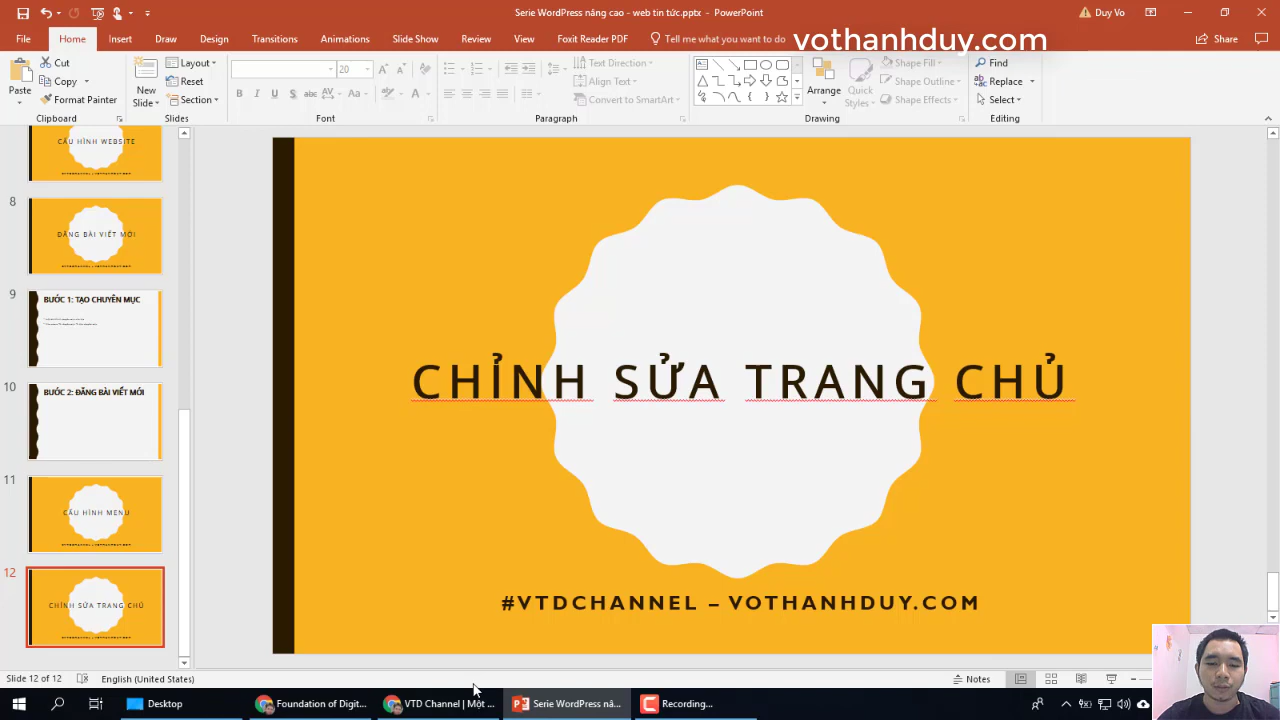 Serie WordPress nâng cao - web tin tức.pptx - PowerPoint
Duy Vo
File Home Insert Draw Design Transitions Animations Slide Show Review View Foxit Reader PDF Tell me what you want to do
vothanhduy.com
Share
Paste
Cut
Copy
Format Painter
Clipboard
New
Slide
Layout
Reset
Section
Slides
20
B I U S abc AV Aa A
Font
Text Direction
Align Text
Convert to SmartArt
Paragraph
Arrange
Quick
Styles
Shape Fill
Shape Outline
Shape Effects
Drawing
Find
Replace
Select
Editing
CẤU HÌNH WEBSITE
8
ĐĂNG BÀI VIẾT MỚI
9
BƯỚC 1: TẠO CHUYÊN MỤC
10
BƯỚC 2: ĐĂNG BÀI VIẾT MỚI
11
CẤU HÌNH MENU
12
CHỈNH SỬA TRANG CHỦ
CHỈNH SỬA TRANG CHỦ
#VTDCHANNEL – VOTHANHDUY.COM
Slide 12 of 12 English (United States) Notes
Desktop Foundation of Digit... VTD Channel | Một ... Serie WordPress nâ... Recording...